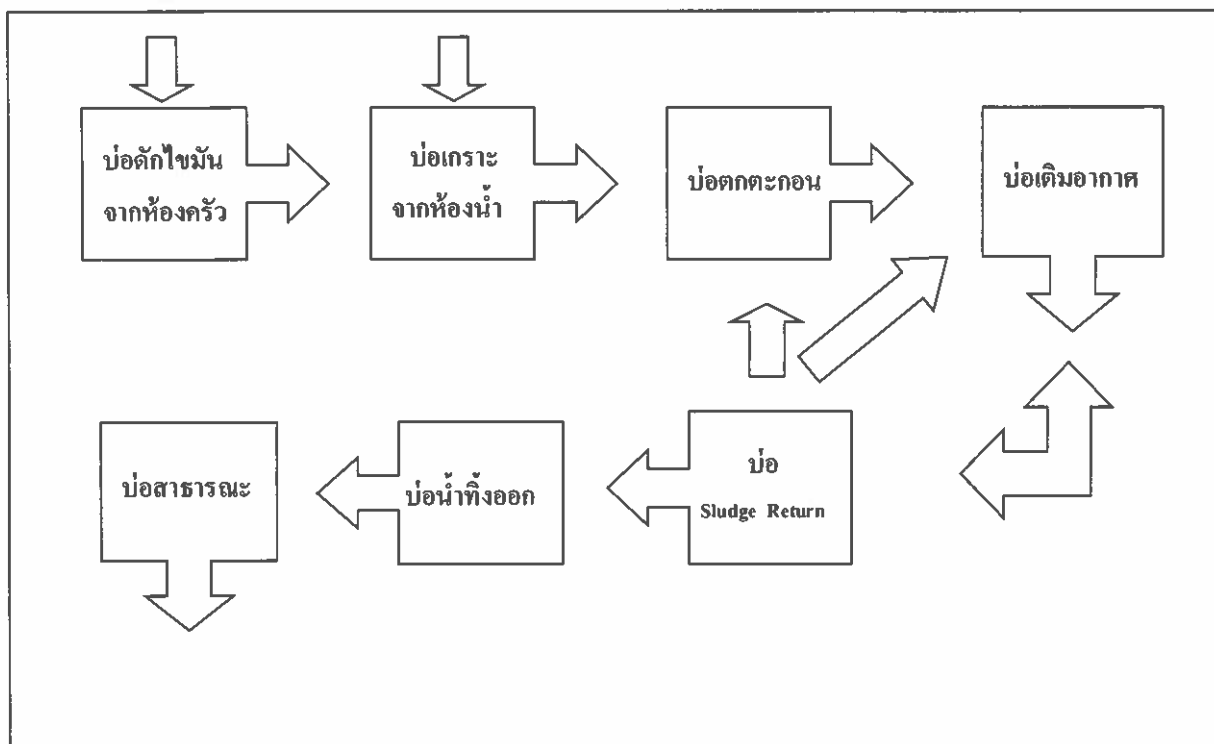 บ่อดักไขมัน
จากห้องครัว
บ่อเกราะ
จากห้องน้ำ
บ่อตกตะกอน
บ่อเติมอากาศ
บ่อสาธารณะ
บ่อน้ำทิ้งออก
บ่อ
Sludge Return